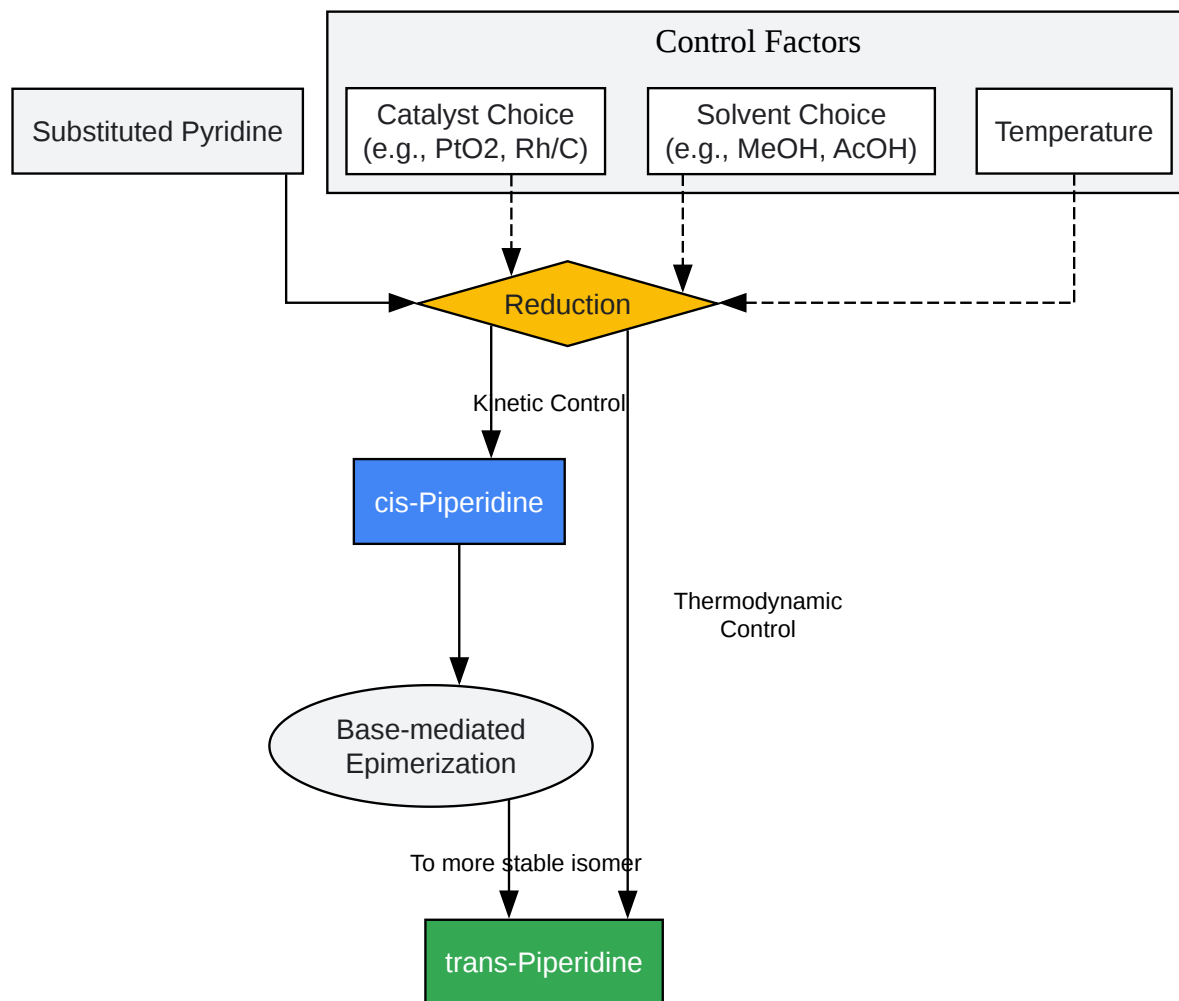 Control Factors
Substituted Pyridine
Catalyst Choice
(e.g., PtO2, Rh/C)
Solvent Choice
(e.g., MeOH, AcOH)
Temperature
Reduction
Kinetic Control
cis-Piperidine
Thermodynamic
Control
Base-mediated
Epimerization
To more stable isomer
trans-Piperidine